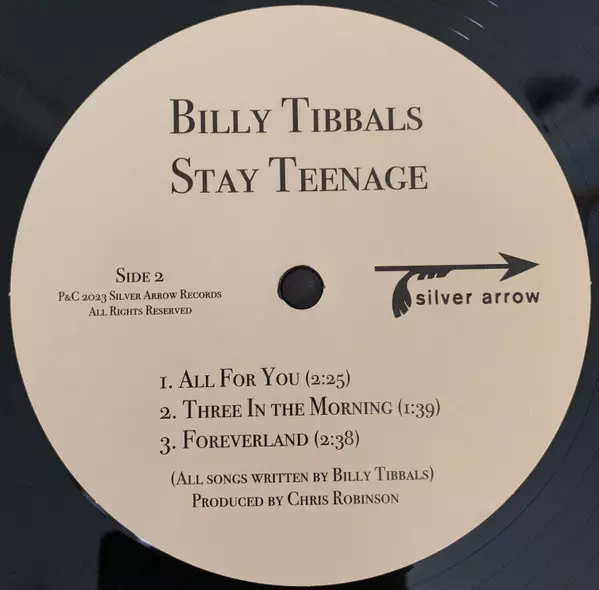 Billy Tibbals
Stay Teenage
Side 2
P&C 2023 Silver Arrow Records
All Rights Reserved
silver arrow
1. All For You (2:25)
2. Three In the Morning (1:39)
3. Foreverland (2:38)
(All songs written by Billy Tibbals)
Produced by Chris Robinson